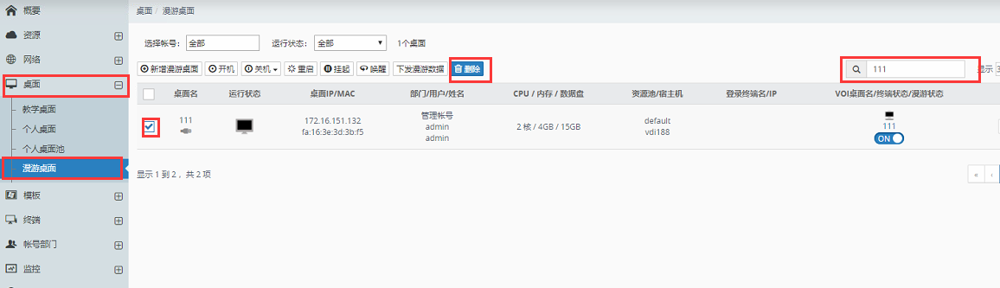 概要
资源
网络
桌面
教学桌面
个人桌面
个人桌面池
漫游桌面
模板
终端
帐号部门
监控
桌面 / 漫游桌面
选择帐号: 全部 运行状态: 全部 1个桌面
新增漫游桌面 开机 关机 重启 挂起 唤醒 下发漫游数据 删除 111 显示
桌面名 运行状态 桌面IP/MAC 部门/用户/姓名 CPU / 内存 / 数据盘 资源池/宿主机 登录终端名/IP VOI桌面名/终端状态/漫游状态
111 172.16.151.132 管理帐号 2 核 / 4GB / 15GB default 111
fa:16:3e:3d:3b:f5 admin vdi188 ON
admin
显示 1 到 2 ，共 2 项
« ‹